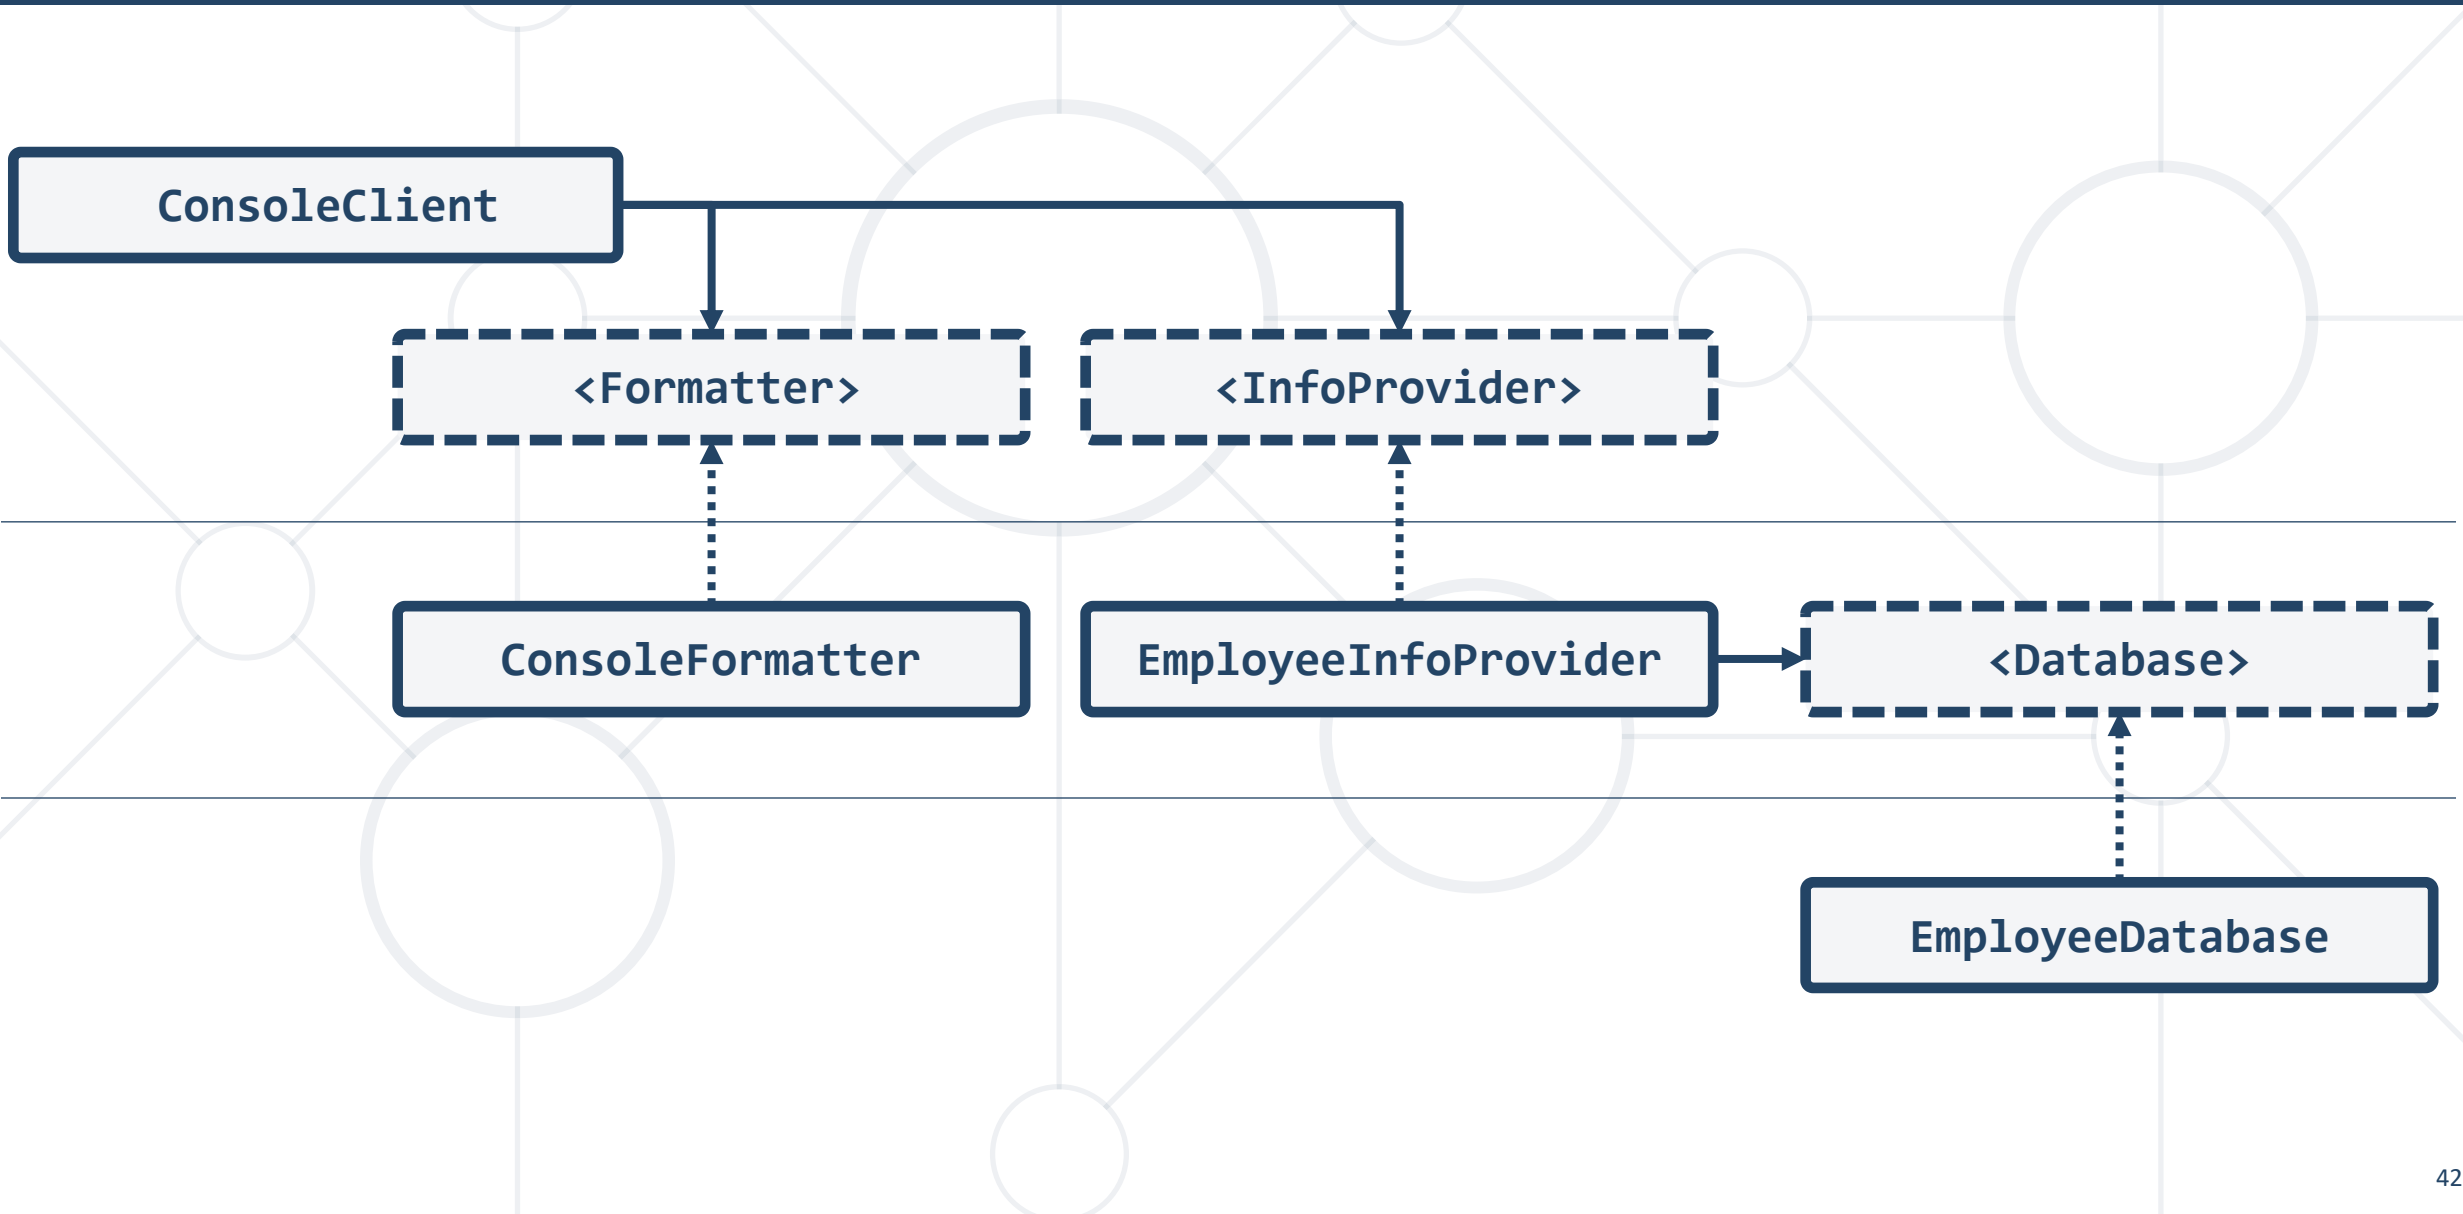 ConsoleClient
<Formatter>
<InfoProvider>
ConsoleFormatter
EmployeeInfoProvider
<Database>
EmployeeDatabase
42